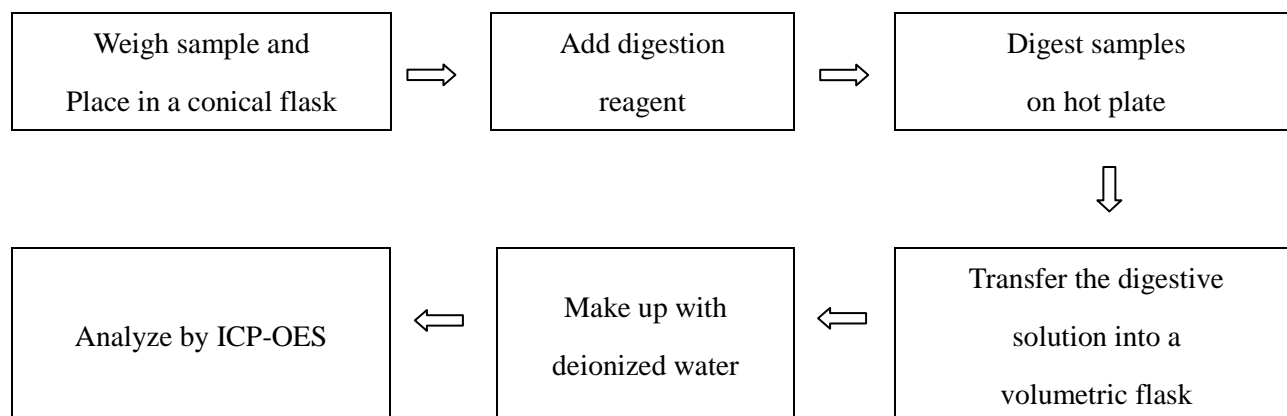 Weigh sample and
Place in a conical flask
Add digestion
reagent
Digest samples
on hot plate
Transfer the digestive
solution into a
volumetric flask
Make up with
deionized water
Analyze by ICP-OES